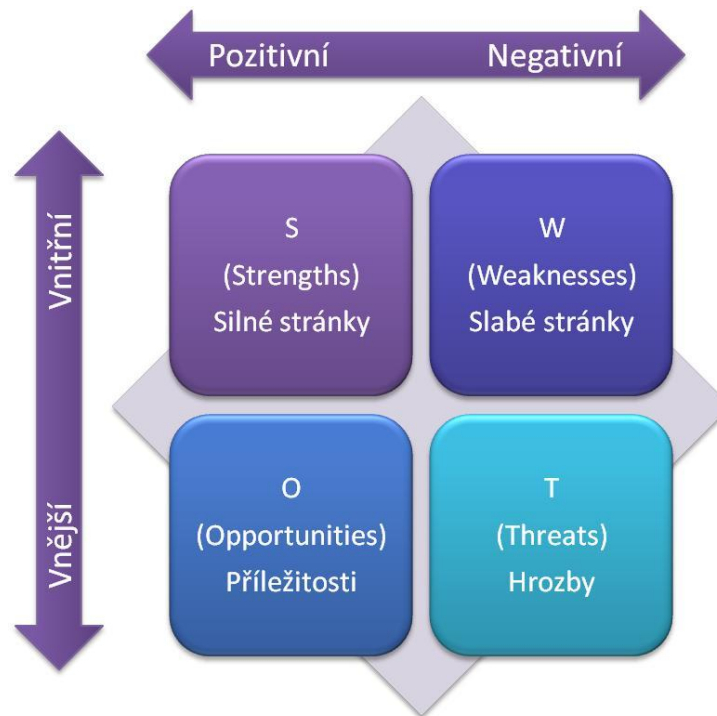 Pozitivní Negativní
Vnitřní
S
(Strengths)
Silné stránky
W
(Weaknesses)
Slabé stránky
Vnější
O
(Opportunities)
Příležitosti
T
(Threats)
Hrozby